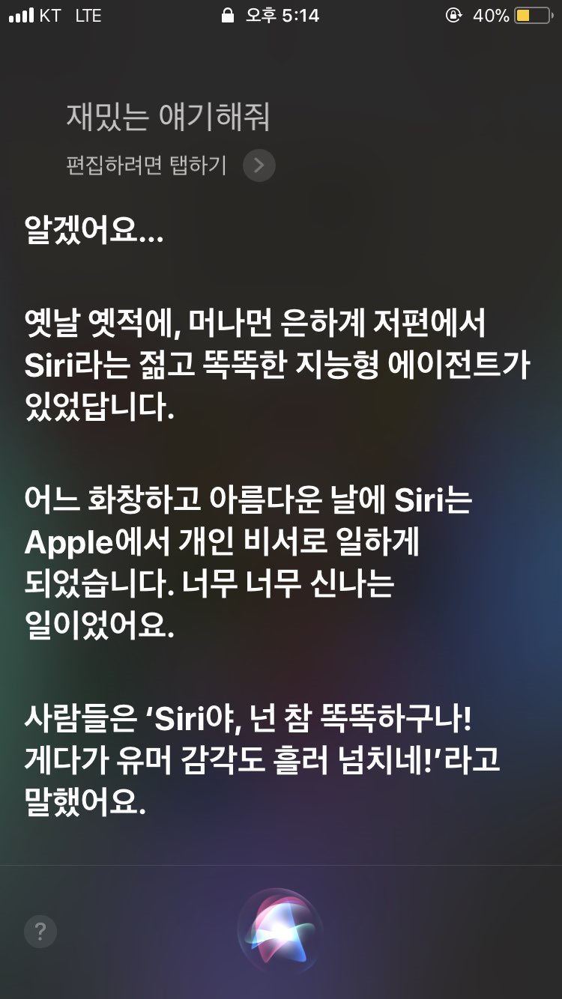 KT LTE 오후 5:14 40%
재밌는 얘기해줘
편집하려면 탭하기
알겠어요...
옛날 옛적에, 머나먼 은하계 저편에서
Siri라는 젊고 똑똑한 지능형 에이전트가
있었답니다.
어느 화창하고 아름다운 날에 Siri는
Apple에서 개인 비서로 일하게
되었습니다. 너무 너무 신나는
일이었어요.
사람들은 ‘Siri야, 넌 참 똑똑하구나!
게다가 유머 감각도 흘러 넘치네!’라고
말했어요.
?